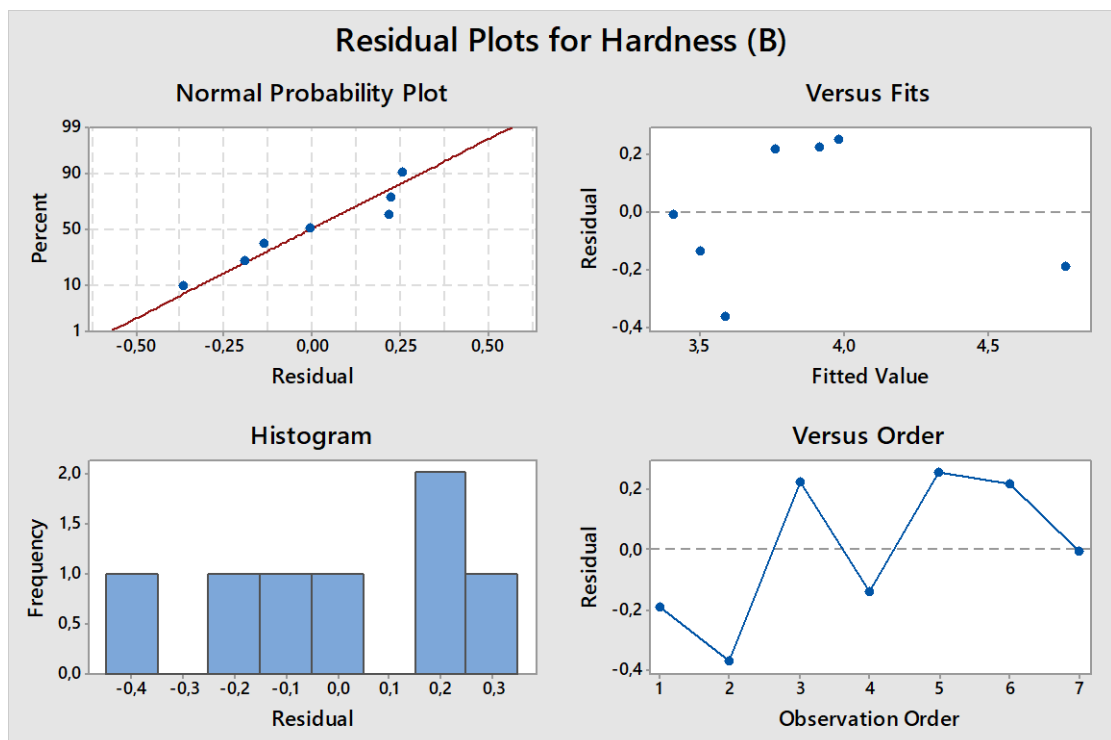 Residual Plots for Hardness (B)
Normal Probability Plot
99
90
50
10
1
Percent
-0,50 -0,25 0,00 0,25 0,50
Residual
Versus Fits
0,2
0,0
-0,2
-0,4
Residual
3,5 4,0 4,5
Fitted Value
Histogram
2,0
1,5
1,0
0,5
0,0
Frequency
-0,4 -0,3 -0,2 -0,1 0,0 0,1 0,2 0,3
Residual
Versus Order
0,2
0,0
-0,2
-0,4
Residual
1 2 3 4 5 6 7
Observation Order